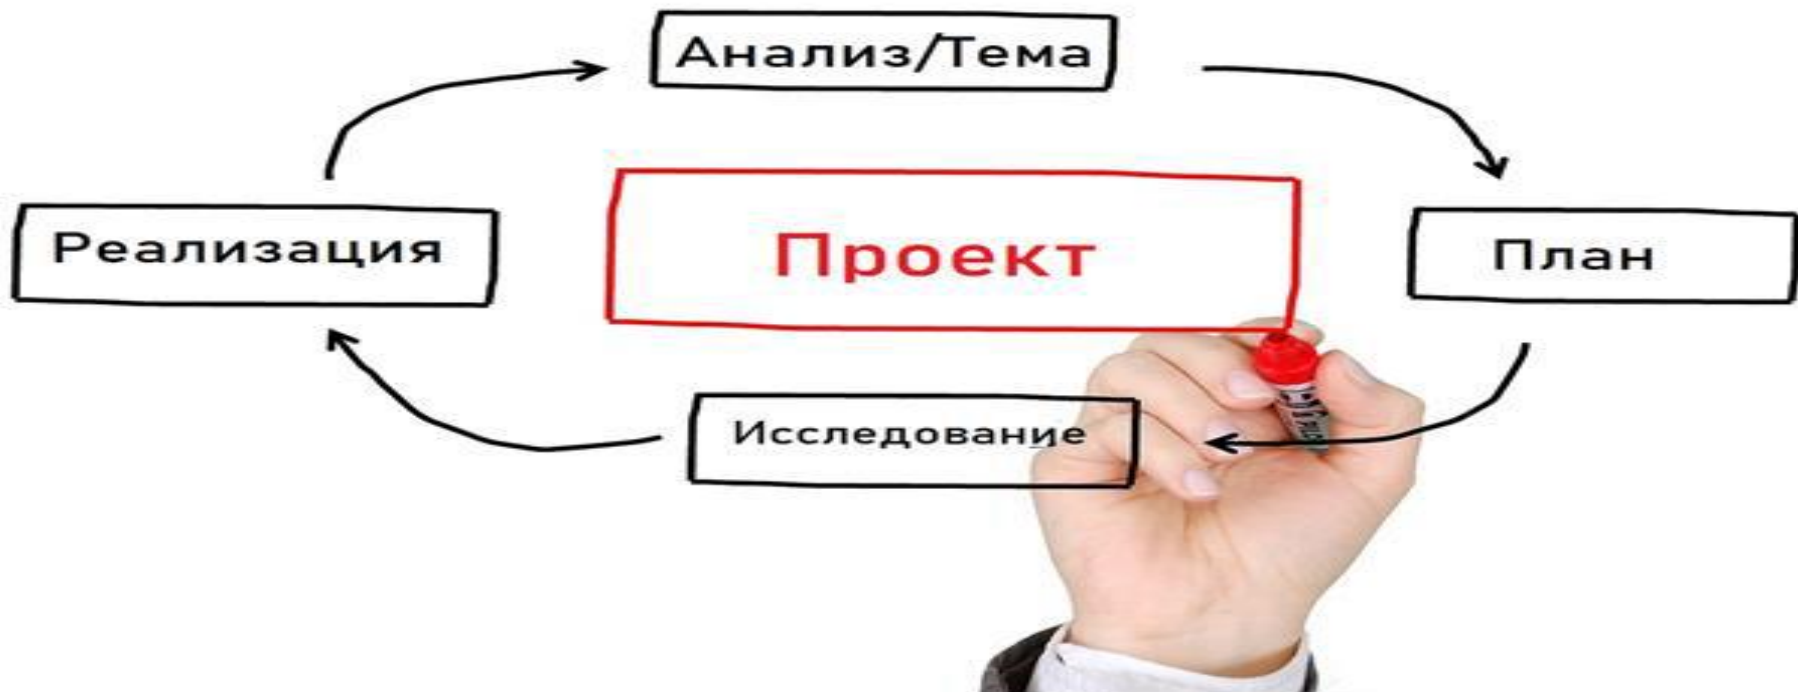 Анализ/Тема
Реализация
Проект
План
Исследование